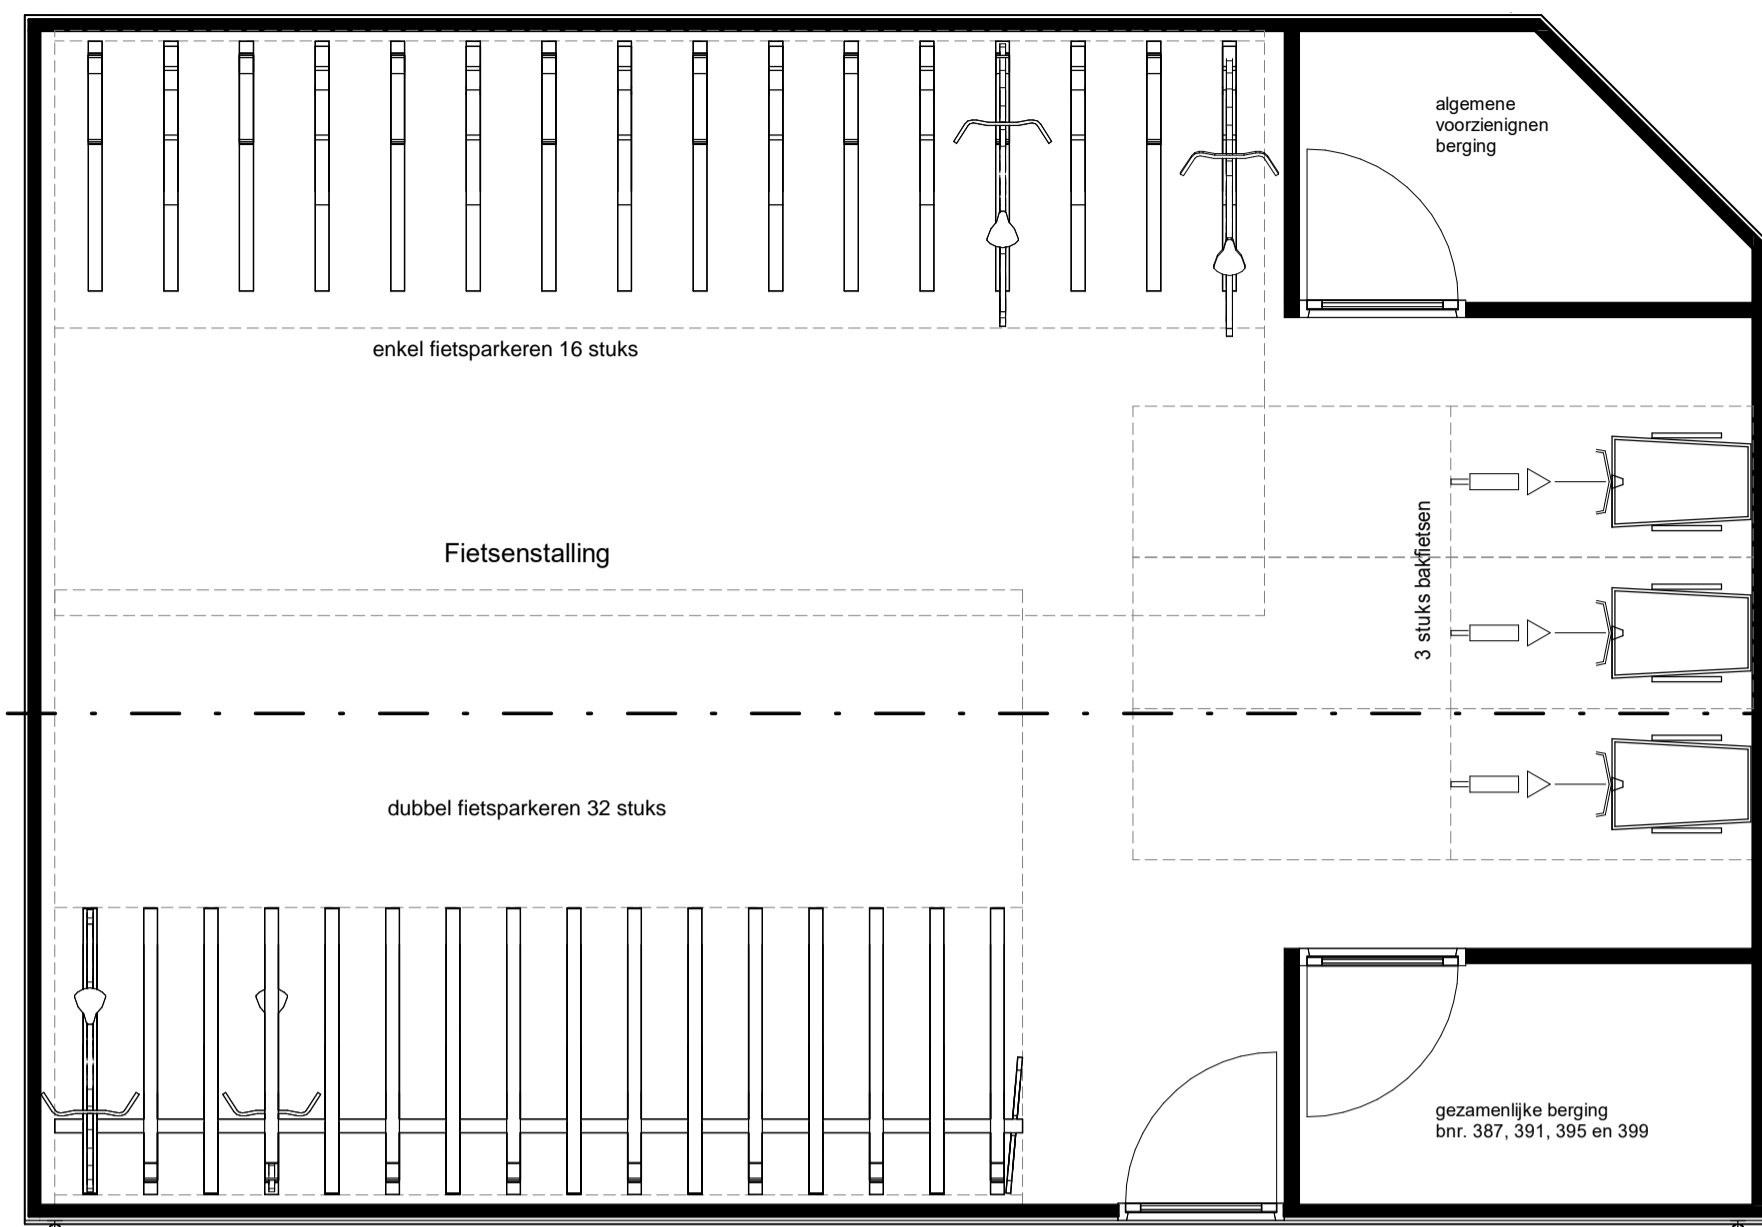 algemene
voorzienignen
berging
enkel fietsparkeren 16 stuks
Fietsenstalling
3 stuks bakfietsen
dubbel fietsparkeren 32 stuks
gezamenlijke berging
bnr. 387, 391, 395 en 399